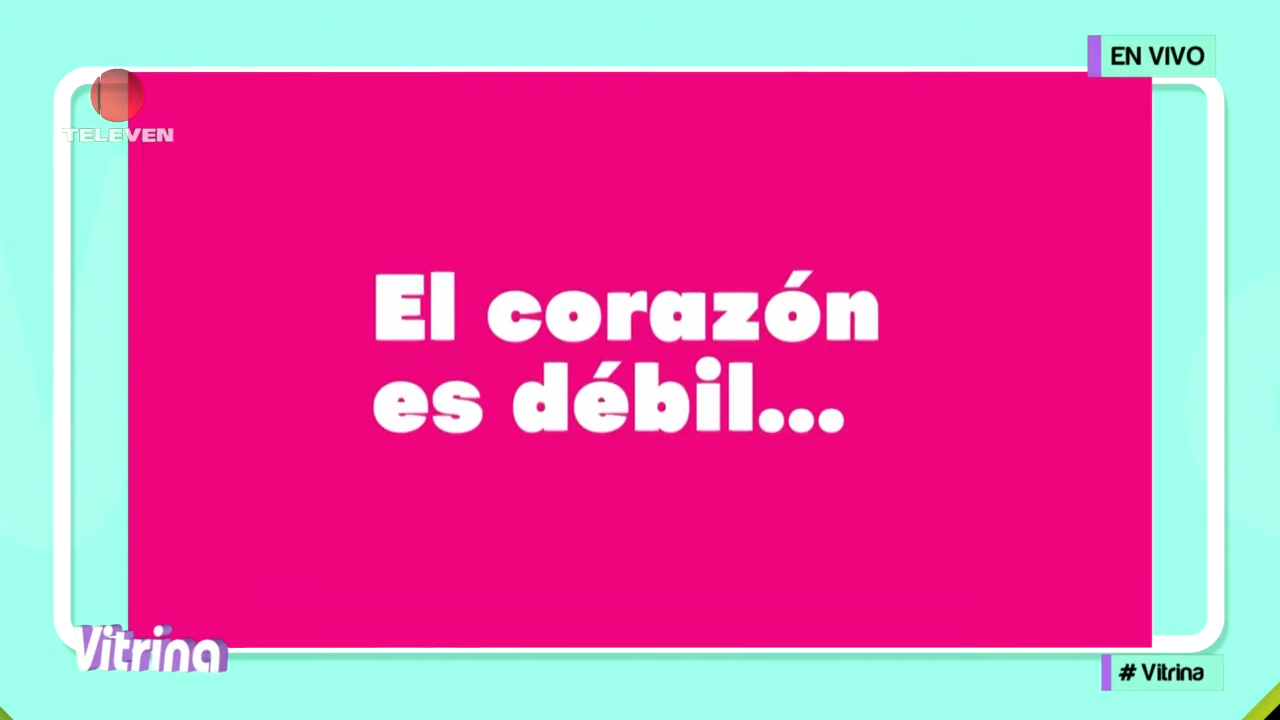 EN VIVO
TELEVEN
El corazón
es débil...
Vitrina
# Vitrina